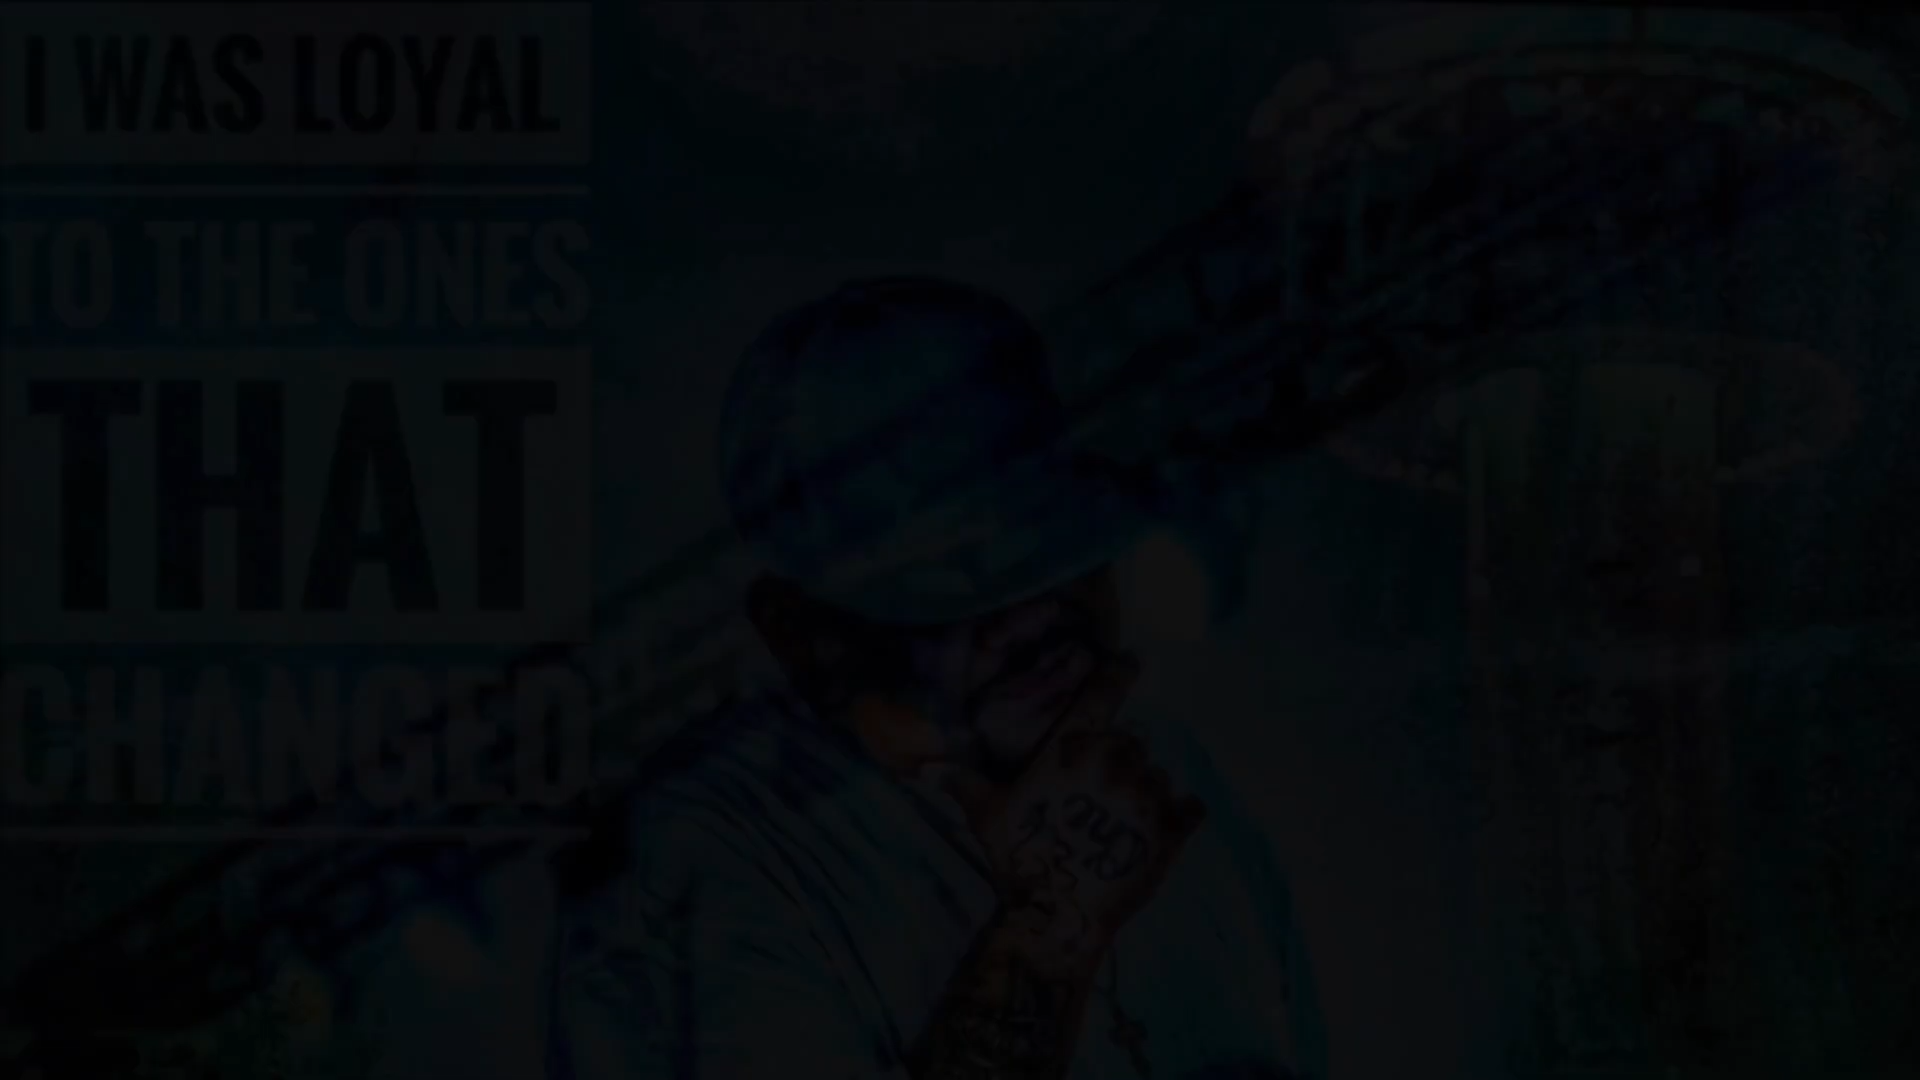 I WAS LOYAL
TO THE ONES
THAT
CHANGED